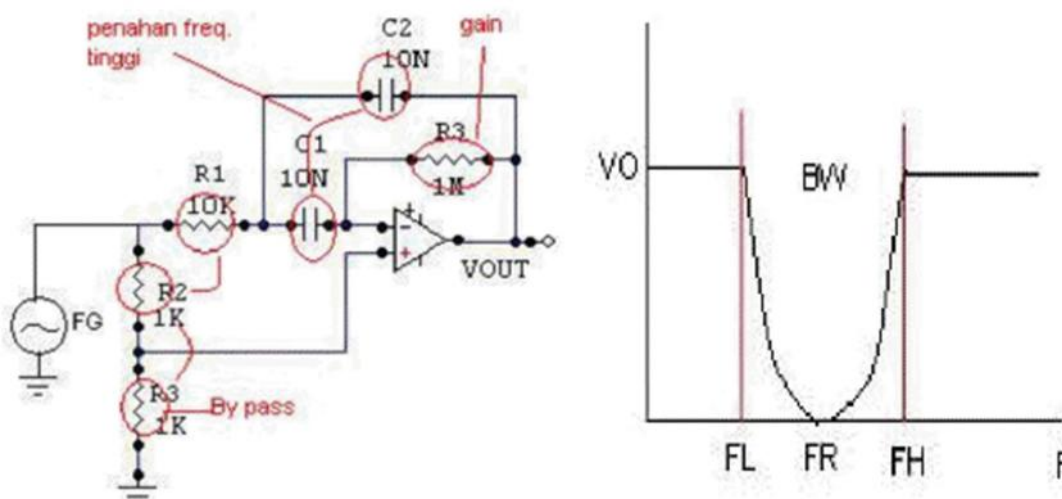 penahan freq.
tinggi
gain
C2
10N
R3
1M
C1
10N
R1
10K
VOUT
R2
1K
FG
R3
1K
By pass
VO
BW
FL
FR
FH
F